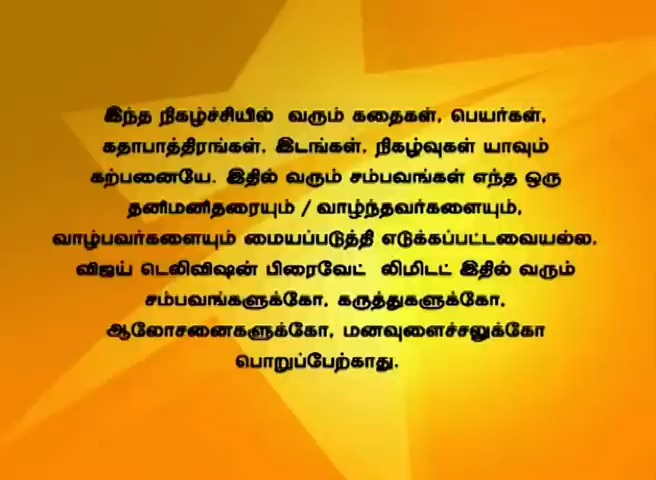 இந்த நிகழ்ச்சியில் வரும் கதைகள், பெயர்கள்,
கதாபாத்திரங்கள், இடங்கள், நிகழ்வுகள் யாவும்
கற்பனையே. இதில் வரும் சம்பவங்கள் எந்த ஒரு
தனிமனிதரையும் / வாழ்ந்தவர்களையும்,
வாழ்பவர்களையும் மையப்படுத்தி எடுக்கப்பட்டவையல்ல.
விஜய் டெலிவிஷன் பிரைவேட் லிமிடட் இதில் வரும்
சம்பவங்களுக்கோ, கருத்துகளுக்கோ,
ஆலோசனைகளுக்கோ, மனவுளைச்சலுக்கோ
பொறுப்பேற்காது.